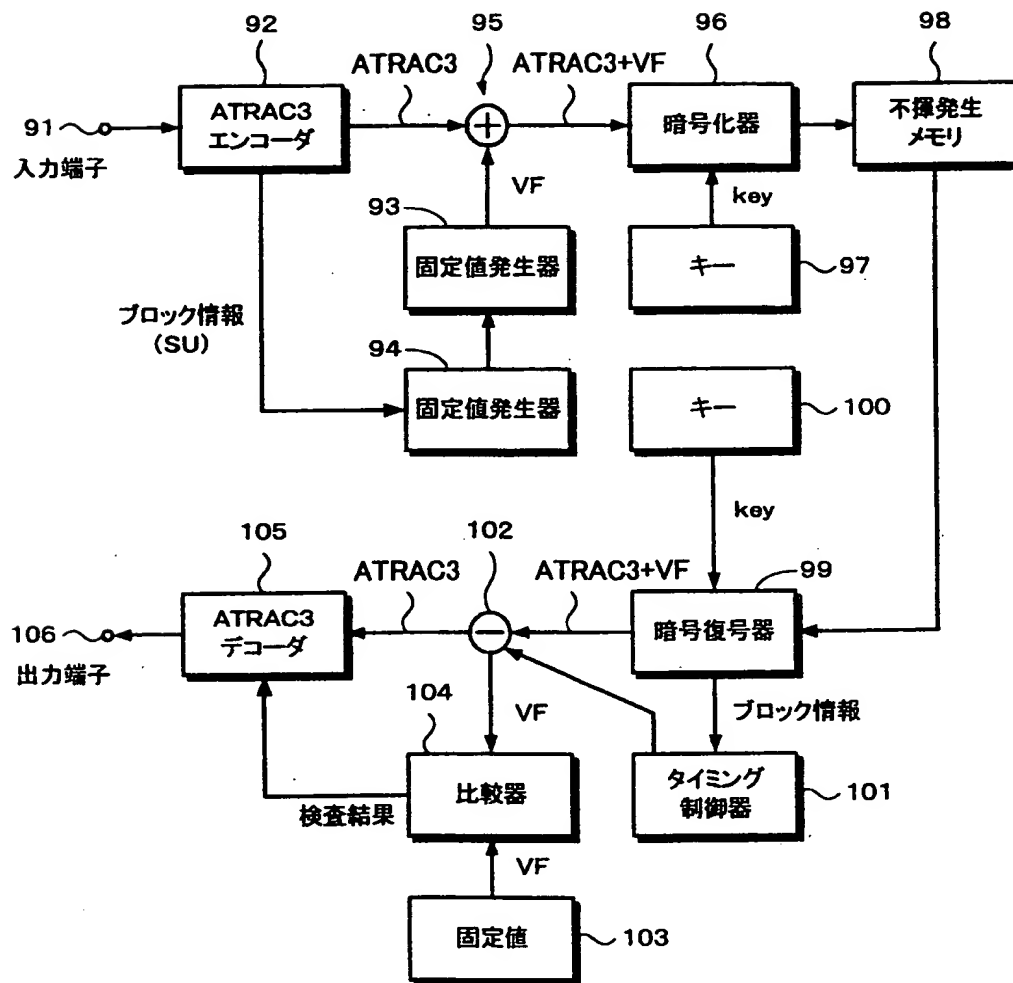 92
95
96
98
ATRAC3
ATRAC3+VF
91
入力端子
ATRAC3
エンコーダ
暗号化器
不揮発生
メモリ
VF
key
93
固定値発生器
キー
97
ブロック情報
(SU)
94
固定値発生器
キー
100
key
105
102
ATRAC3
ATRAC3+VF
99
106
出力端子
ATRAC3
デコーダ
暗号復号器
104
VF
ブロック情報
比較器
タイミング
制御器
101
検査結果
VF
固定値
103